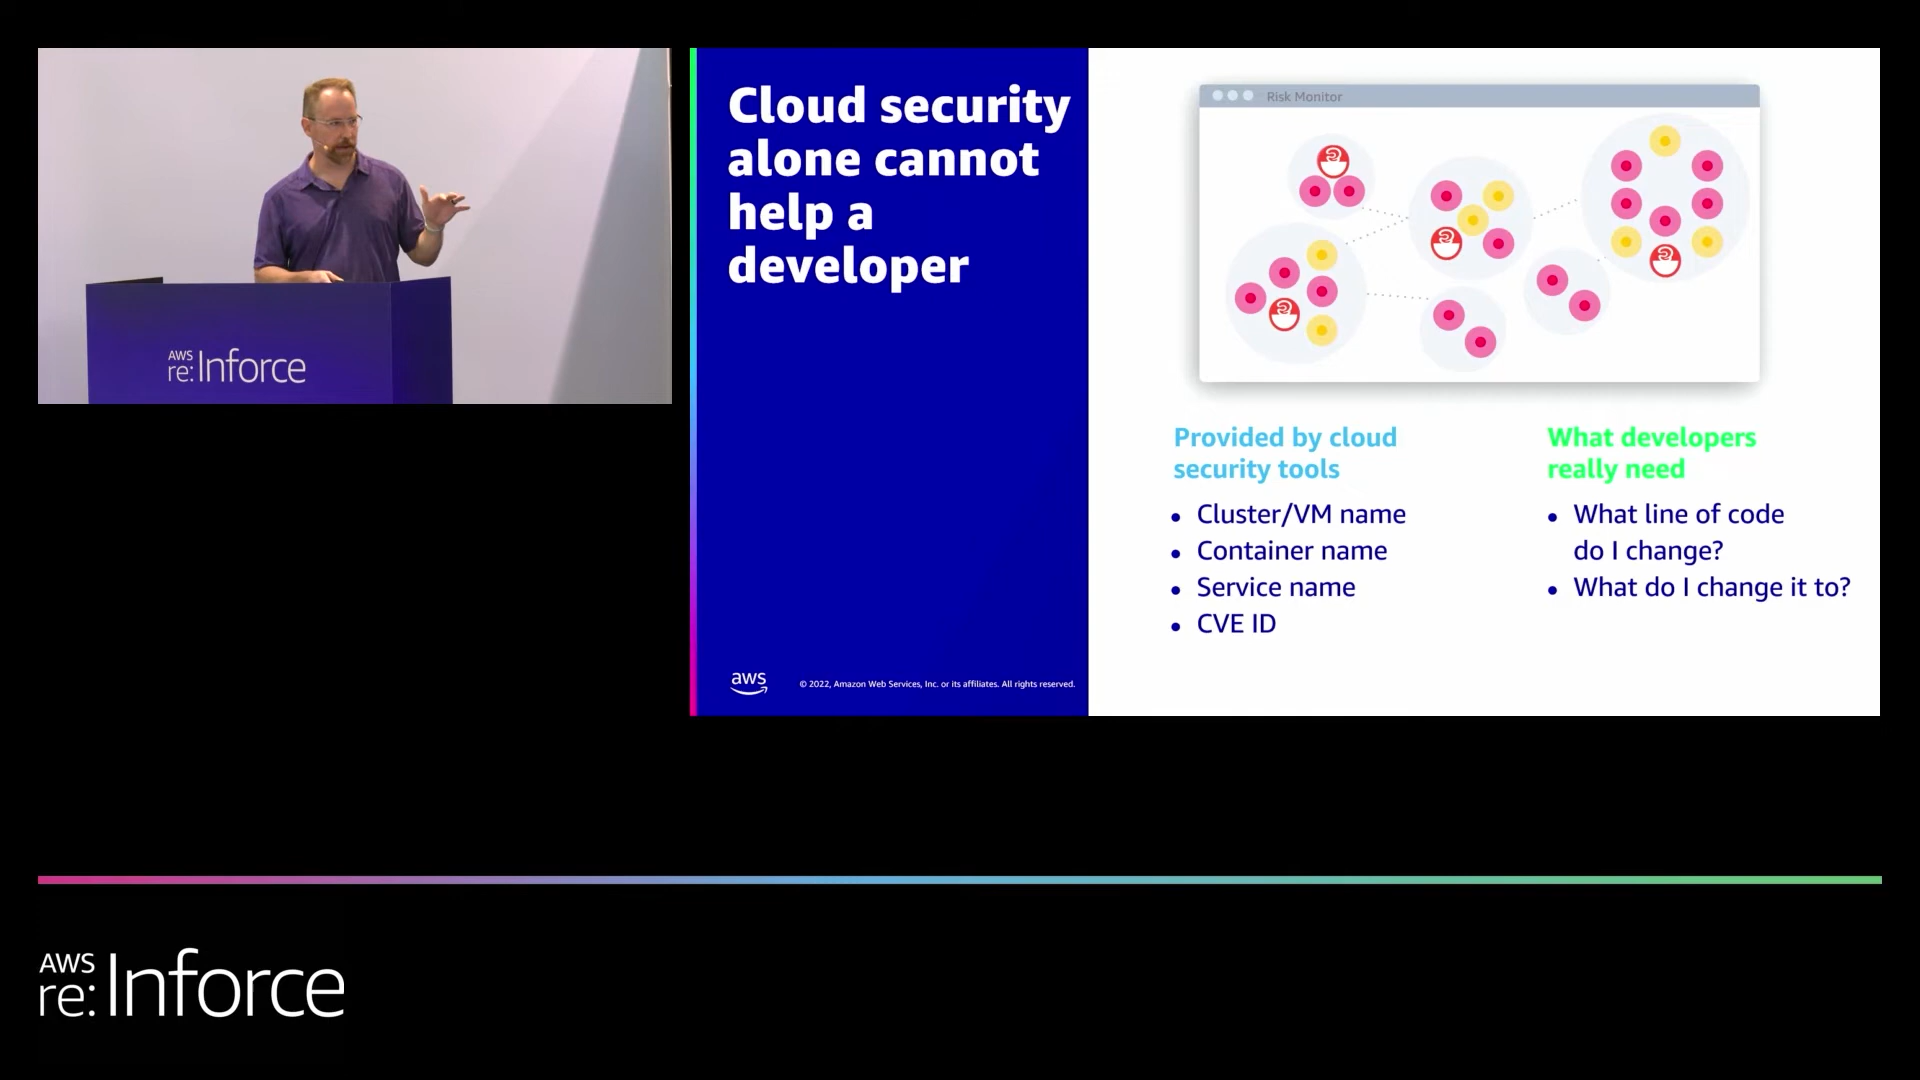 AWS
re:Inforce
Cloud security
alone cannot
help a
developer
aws
© 2022, Amazon Web Services, Inc. or its affiliates. All rights reserved.
Risk Monitor
Provided by cloud
security tools
• Cluster/VM name
• Container name
• Service name
• CVE ID
What developers
really need
• What line of code
do I change?
• What do I change it to?
AWS
re:Inforce